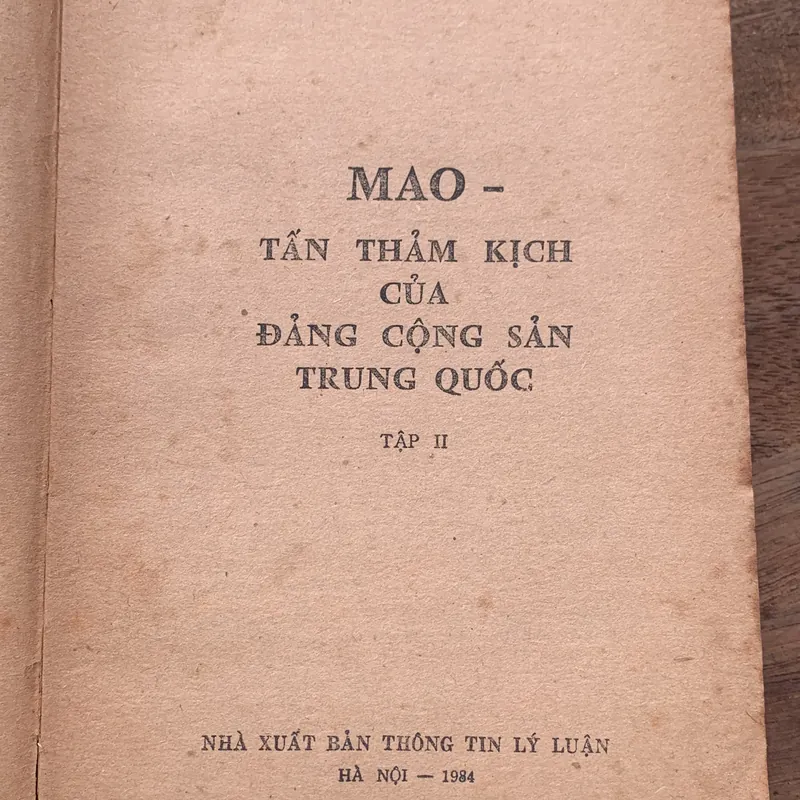 MAO –
TẤN THẢM KỊCH
CỦA
ĐẢNG CỘNG SẢN
TRUNG QUỐC
TẬP II
NHÀ XUẤT BẢN THÔNG TIN LÝ LUẬN
HÀ NỘI — 1984